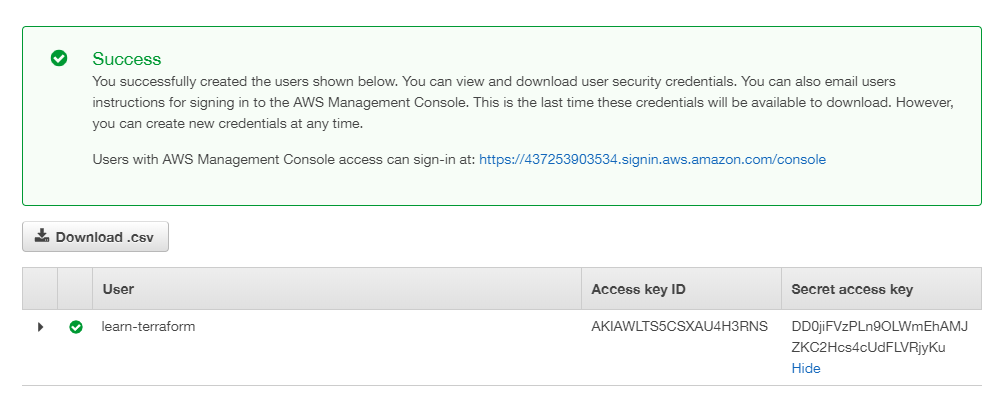 Success
You successfully created the users shown below. You can view and download user security credentials. You can also email users
instructions for signing in to the AWS Management Console. This is the last time these credentials will be available to download. However,
you can create new credentials at any time.
Users with AWS Management Console access can sign-in at: https://437253903534.signin.aws.amazon.com/console
Download .csv
User Access key ID Secret access key
learn-terraform AKIAWLTS5CSXAU4H3RNS DD0jiFVzPLn9OLWmEhAMJ
ZKC2Hcs4cUdFLVRjyKu
Hide